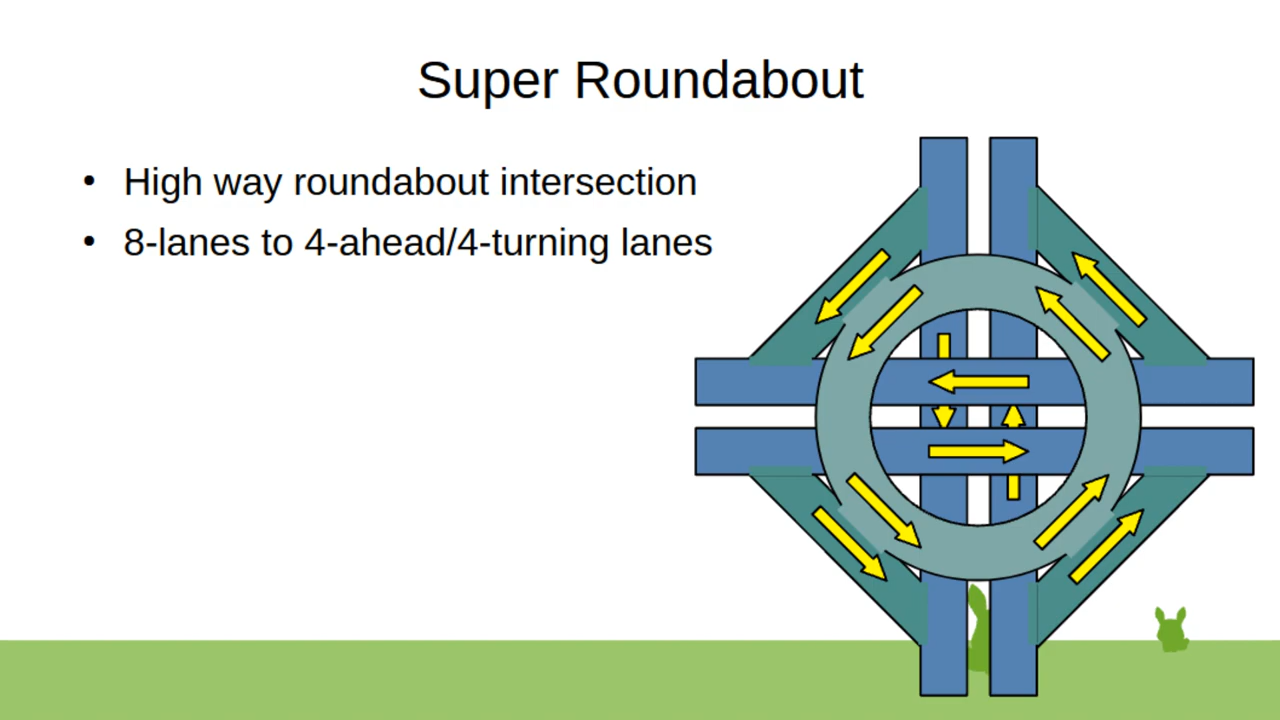 Super Roundabout
• High way roundabout intersection
• 8-lanes to 4-ahead/4-turning lanes